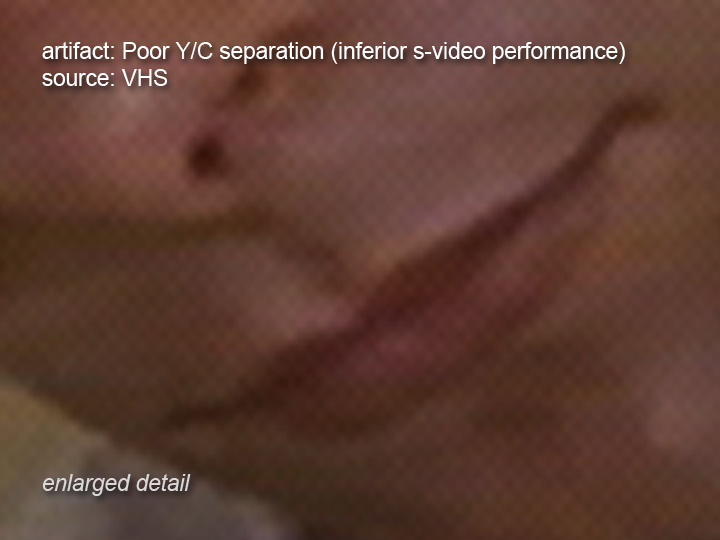 artifact: Poor Y/C separation (inferior s-video performance)
source: VHS
enlarged detail